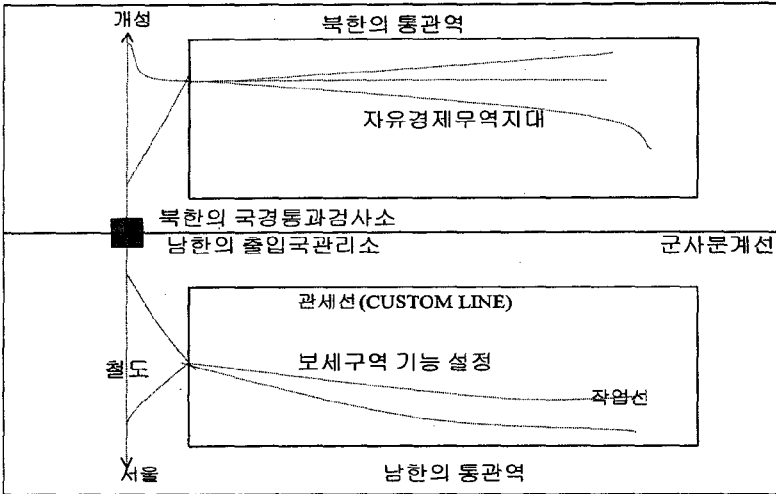 개성
북한의 통관역
자유경제무역지대
북한의 국경통과검사소
남한의 출입국관리소
군사분계선
관세선(CUSTOM LINE)
보세구역 기능 설정
철도
작업선
서울
남한의 통관역